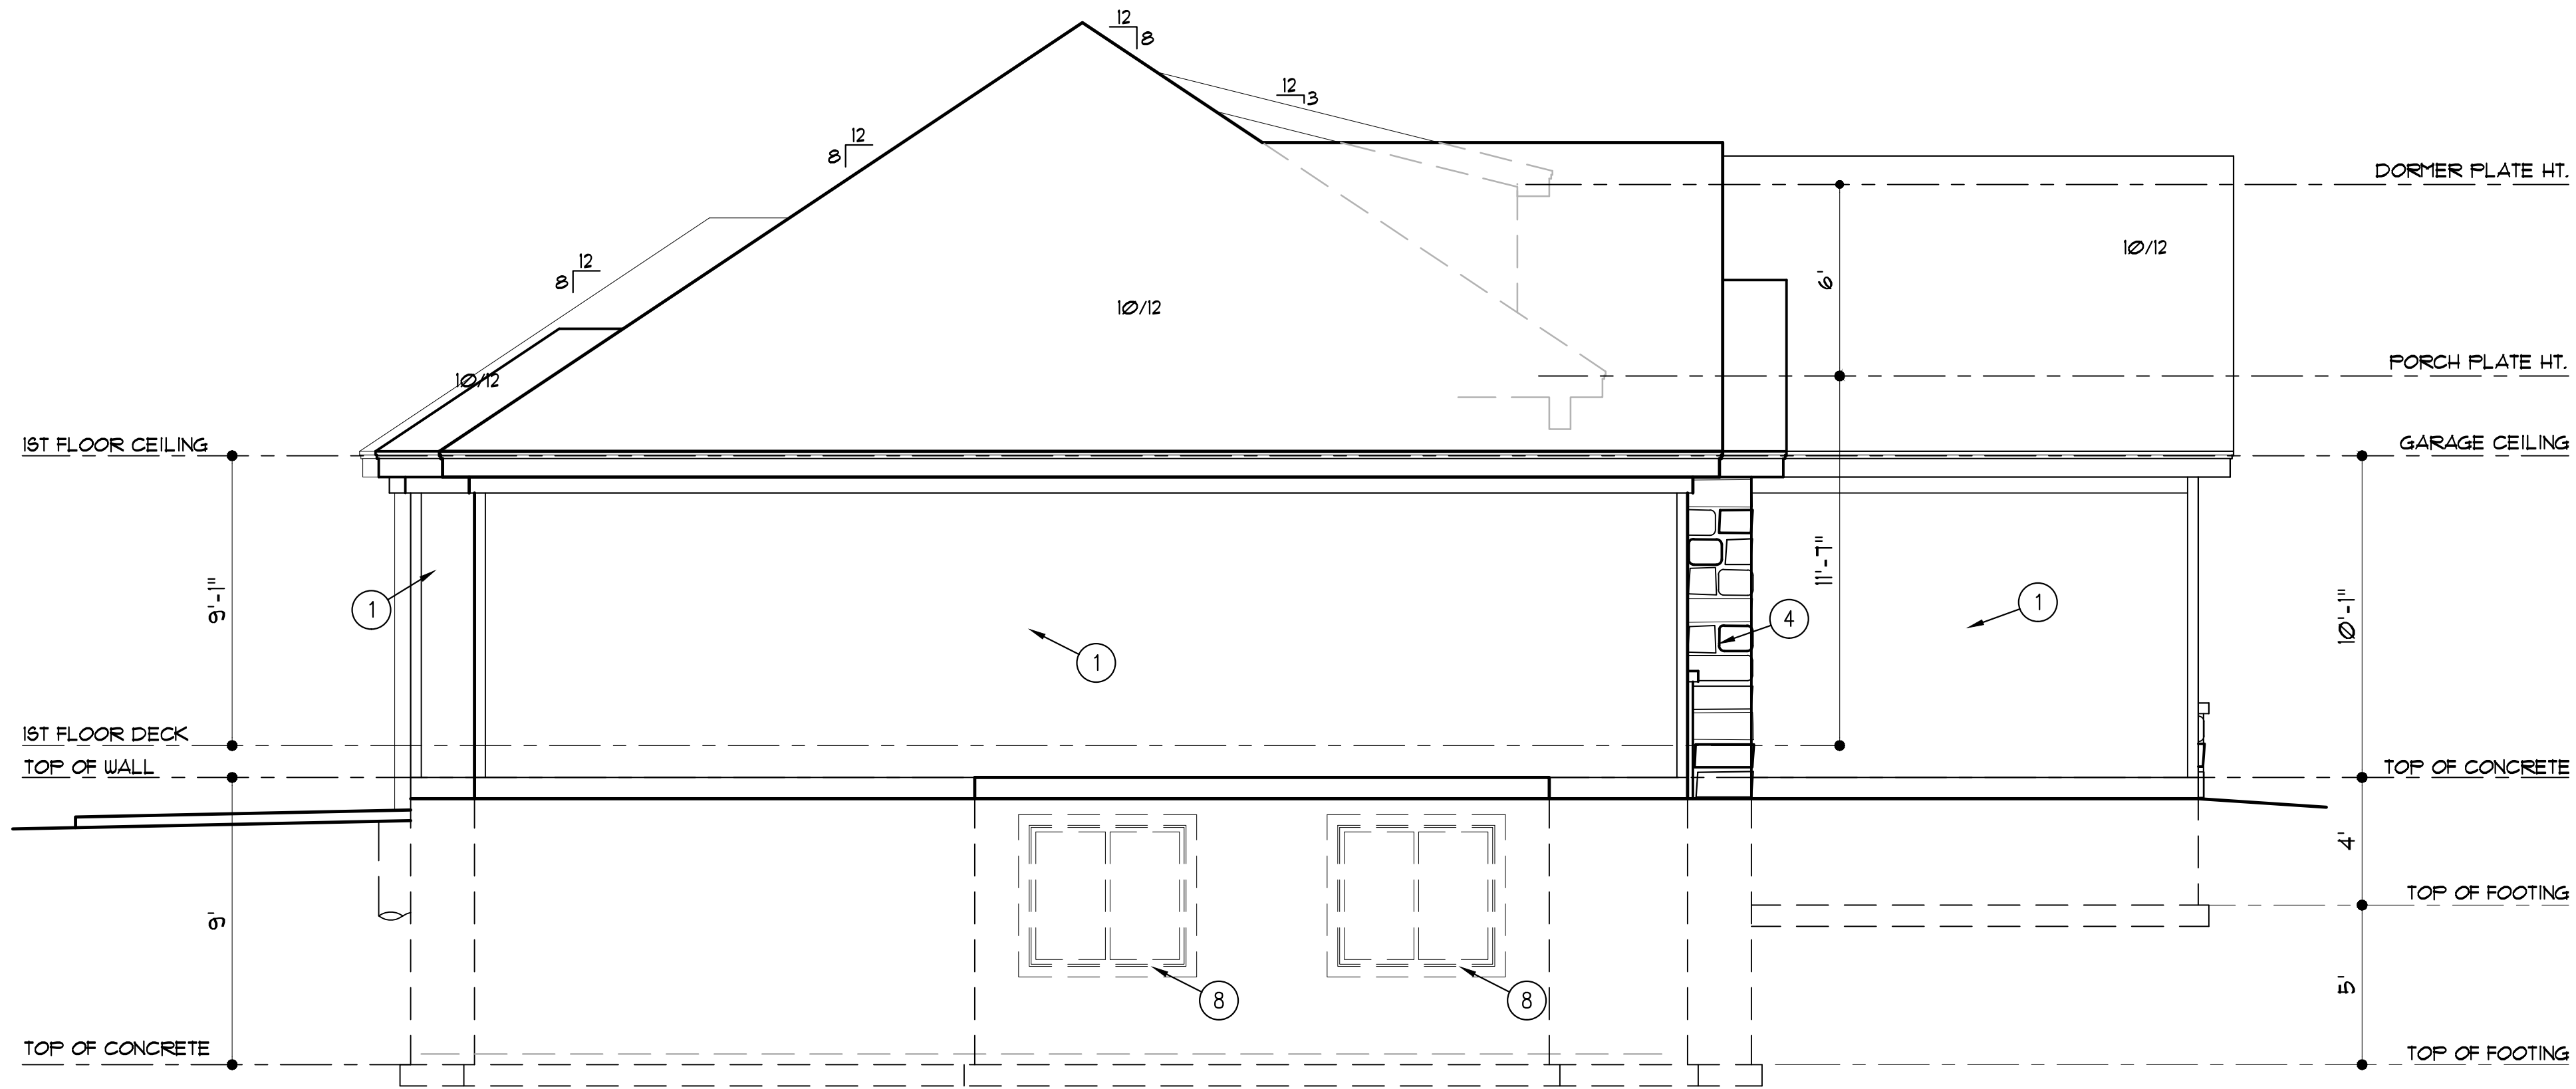 12
8
12
3
12
8
DORMER PLATE HT.
10/12
12
8
6'
10/12
PORCH PLATE HT.
10/12
1ST FLOOR CEILING
GARAGE CEILING
9'-1"
11'-7"
10'-1"
1
1
4
1
1ST FLOOR DECK
TOP OF WALL
TOP OF CONCRETE
4'
TOP OF FOOTING
9'
5'
8
8
TOP OF CONCRETE
TOP OF FOOTING